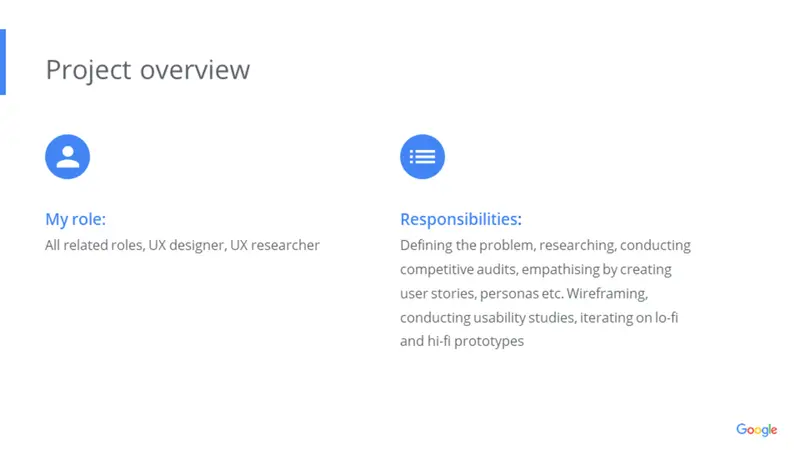 Project overview
My role:
All related roles, UX designer, UX researcher
Responsibilities:
Defining the problem, researching, conducting
competitive audits, empathising by creating
user stories, personas etc. Wireframing,
conducting usability studies, iterating on lo-fi
and hi-fi prototypes
Google